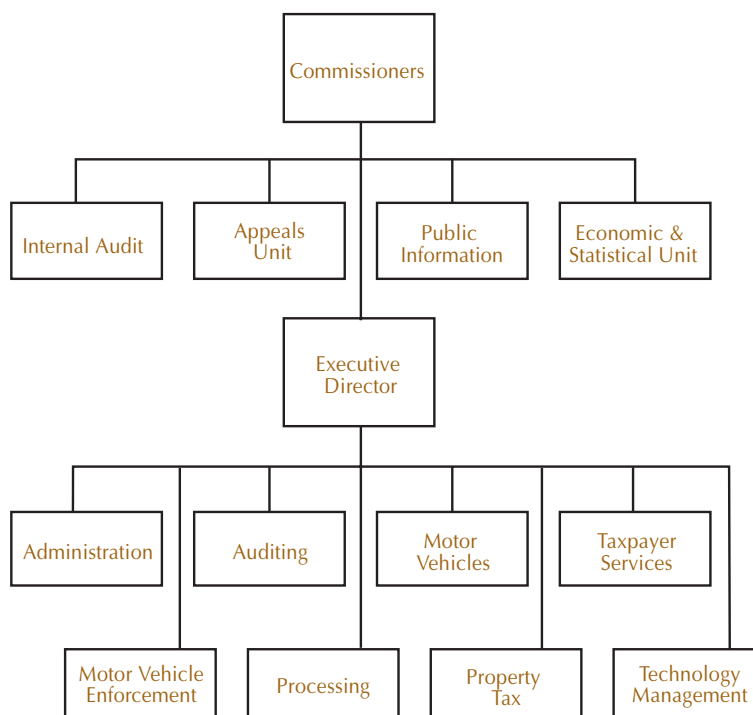 Commissioners
Internal Audit
Appeals
Unit
Public
Information
Economic &
Statistical Unit
Executive
Director
Administration
Auditing
Motor
Vehicles
Taxpayer
Services
Motor Vehicle
Enforcement
Processing
Property
Tax
Technology
Management